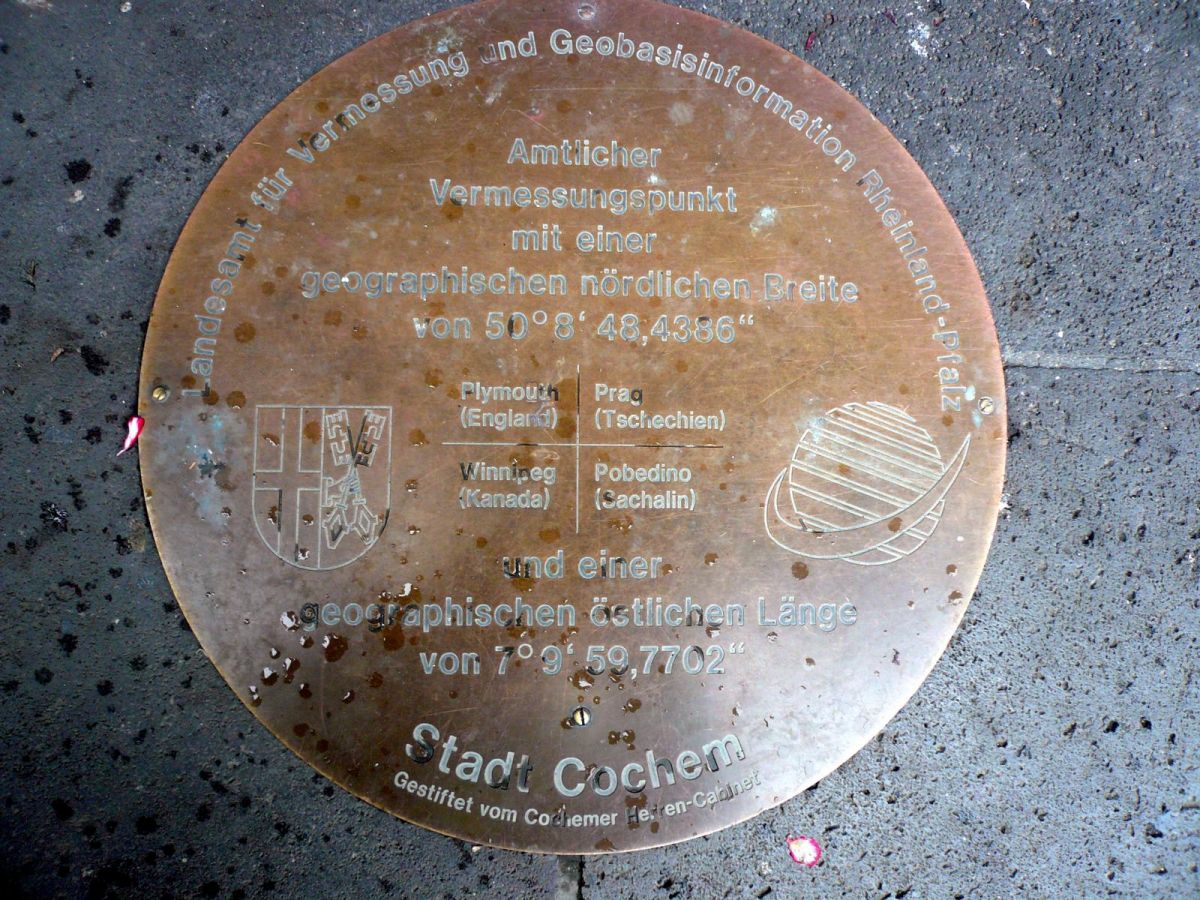 Landesamt für Vermessung und Geobasisinformation Rheinland-Pfalz
Amtlicher
Vermessungspunkt
mit einer
geographischen nördlichen Breite
von 50° 8‘ 48,4386“
Plymouth
(England)
Prag
(Tschechien)
Winnipeg
(Kanada)
Pobedino
(Sachalin)
und einer
geographischen östlichen Länge
von 7° 9‘ 59,7702“
Stadt Cochem
Gestiftet vom Cochemer Herren-Cabinet